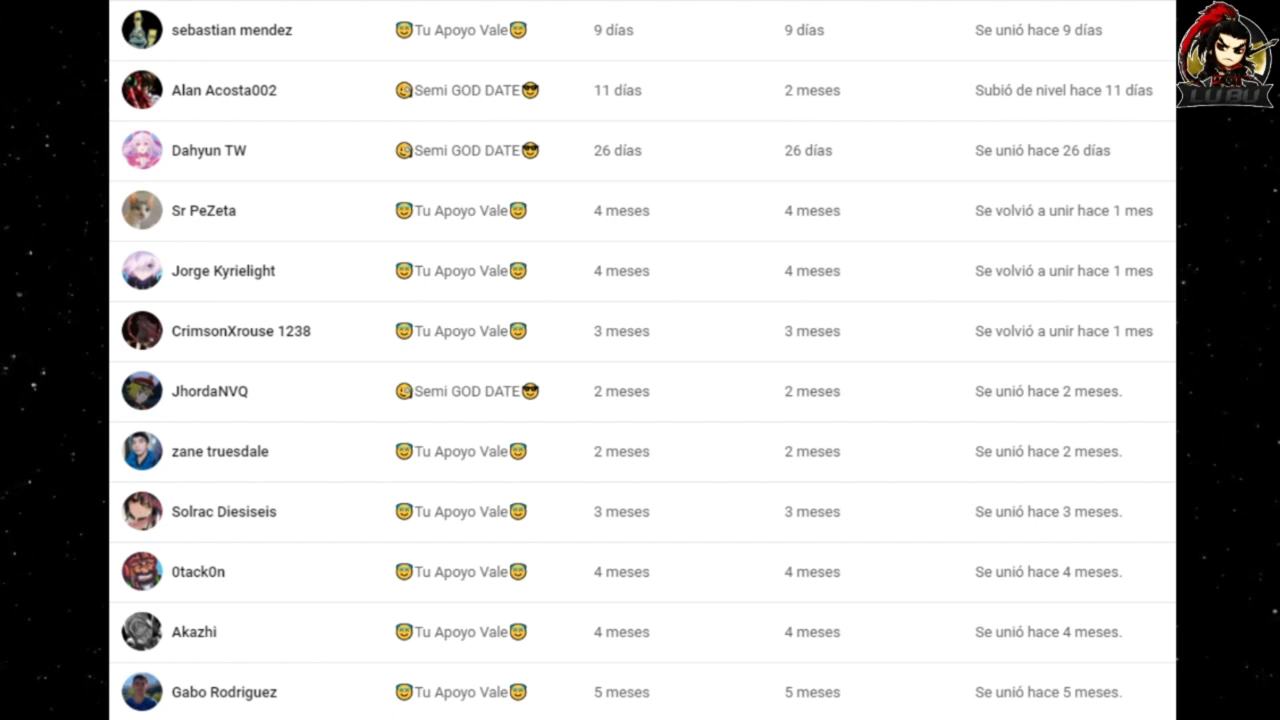 sebastian mendez 😇Tu Apoyo Vale😇 9 días 9 días Se unió hace 9 días
Alan Acosta002 🧐Semi GOD DATE😎 11 días 2 meses Subió de nivel hace 11 días
Dahyun TW 🧐Semi GOD DATE😎 26 días 26 días Se unió hace 26 días
Sr PeZeta 😇Tu Apoyo Vale😇 4 meses 4 meses Se volvió a unir hace 1 mes
Jorge Kyrielight 😇Tu Apoyo Vale😇 4 meses 4 meses Se volvió a unir hace 1 mes
CrimsonXrouse 1238 😇Tu Apoyo Vale😇 3 meses 3 meses Se volvió a unir hace 1 mes
JhordaNVQ 🧐Semi GOD DATE😎 2 meses 2 meses Se unió hace 2 meses.
zane truesdale 😇Tu Apoyo Vale😇 2 meses 2 meses Se unió hace 2 meses.
Solrac Diesiseis 😇Tu Apoyo Vale😇 3 meses 3 meses Se unió hace 3 meses.
0tack0n 😇Tu Apoyo Vale😇 4 meses 4 meses Se unió hace 4 meses.
Akazhi 😇Tu Apoyo Vale😇 4 meses 4 meses Se unió hace 4 meses.
Gabo Rodriguez 😇Tu Apoyo Vale😇 5 meses 5 meses Se unió hace 5 meses.
LUBU